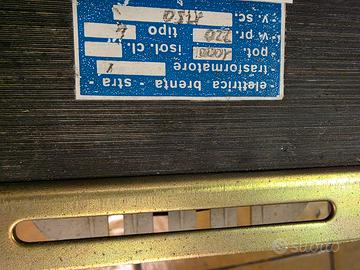 - elettrica brenta - stra -
- trasformatore
- pot. 1000 isol. cl.
- V. pr. 220 tipo
- V. sc.
subito